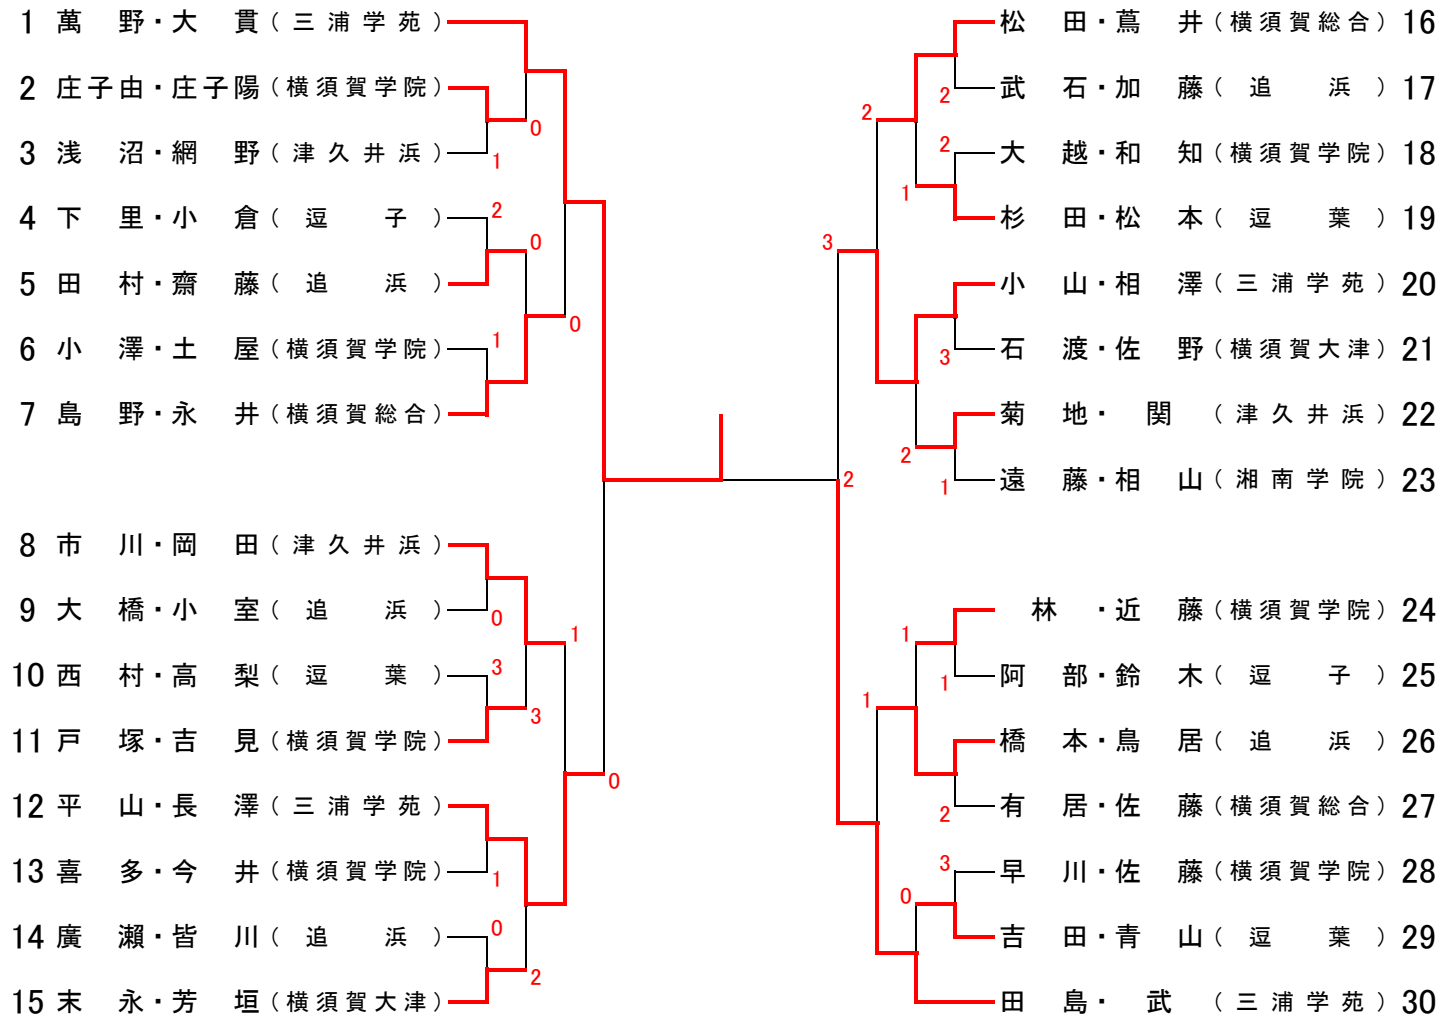 1 萬野・大貫(三浦学苑)
2 庄子由・庄子陽(横須賀学院)
0
3 浅沼・網野(津久井浜)
1
4 下里・小倉(逗子)
2
0
5 田村・齋藤(追浜)
0
6 小澤・土屋(横須賀学院)
1
7 島野・永井(横須賀総合)
8 市川・岡田(津久井浜)
9 大橋・小室(追浜)
0
1
10 西村・高梨(逗葉)
3
3
11 戸塚・吉見(横須賀学院)
0
12 平山・長澤(三浦学苑)
13 喜多・今井(横須賀学院)
1
14 廣瀬・皆川(追浜)
0
2
15 末永・芳垣(横須賀大津)
松田・蔦井(横須賀総合) 16
2
武石・加藤(追浜) 17
2
2
大越・和知(横須賀学院) 18
1
杉田・松本(逗葉) 19
3
小山・相澤(三浦学苑) 20
3
石渡・佐野(横須賀大津) 21
菊地・関(津久井浜) 22
2
1
遠藤・相山(湘南学院) 23
2
林・近藤(横須賀学院) 24
1
1
阿部・鈴木(逗子) 25
1
橋本・鳥居(追浜) 26
2
有居・佐藤(横須賀総合) 27
3
早川・佐藤(横須賀学院) 28
0
吉田・青山(逗葉) 29
田島・武(三浦学苑) 30